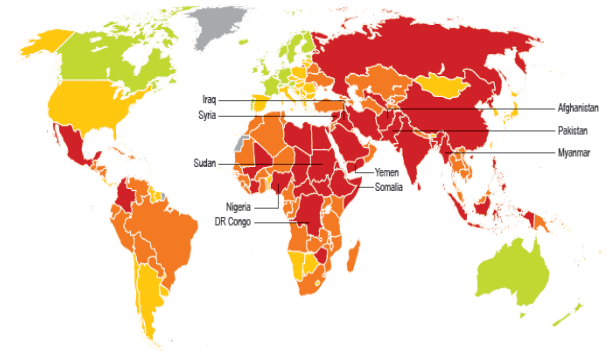 Iraq
Syria
Afghanistan
Pakistan
Myanmar
Sudan
Yemen
Somalia
Nigeria
DR Congo